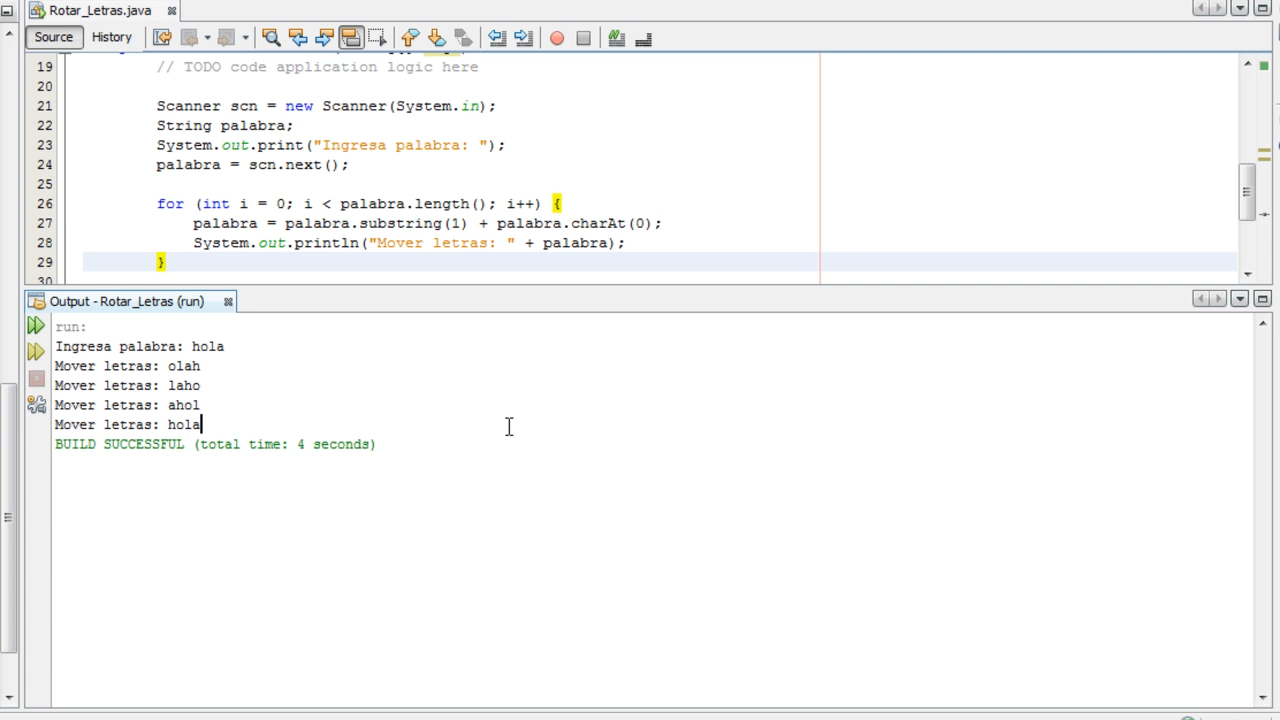 Rotar_Letras.java
Source History
19 // TODO code application logic here
20
21 Scanner scn = new Scanner(System.in);
22 String palabra;
23 System.out.print("Ingresa palabra: ");
24 palabra = scn.next();
25
26 for (int i = 0; i < palabra.length(); i++) {
27 palabra = palabra.substring(1) + palabra.charAt(0);
28 System.out.println("Mover letras: " + palabra);
29 }
30
Output - Rotar_Letras (run)
run:
Ingresa palabra: hola
Mover letras: olah
Mover letras: laho
Mover letras: ahol
Mover letras: hola
BUILD SUCCESSFUL (total time: 4 seconds)